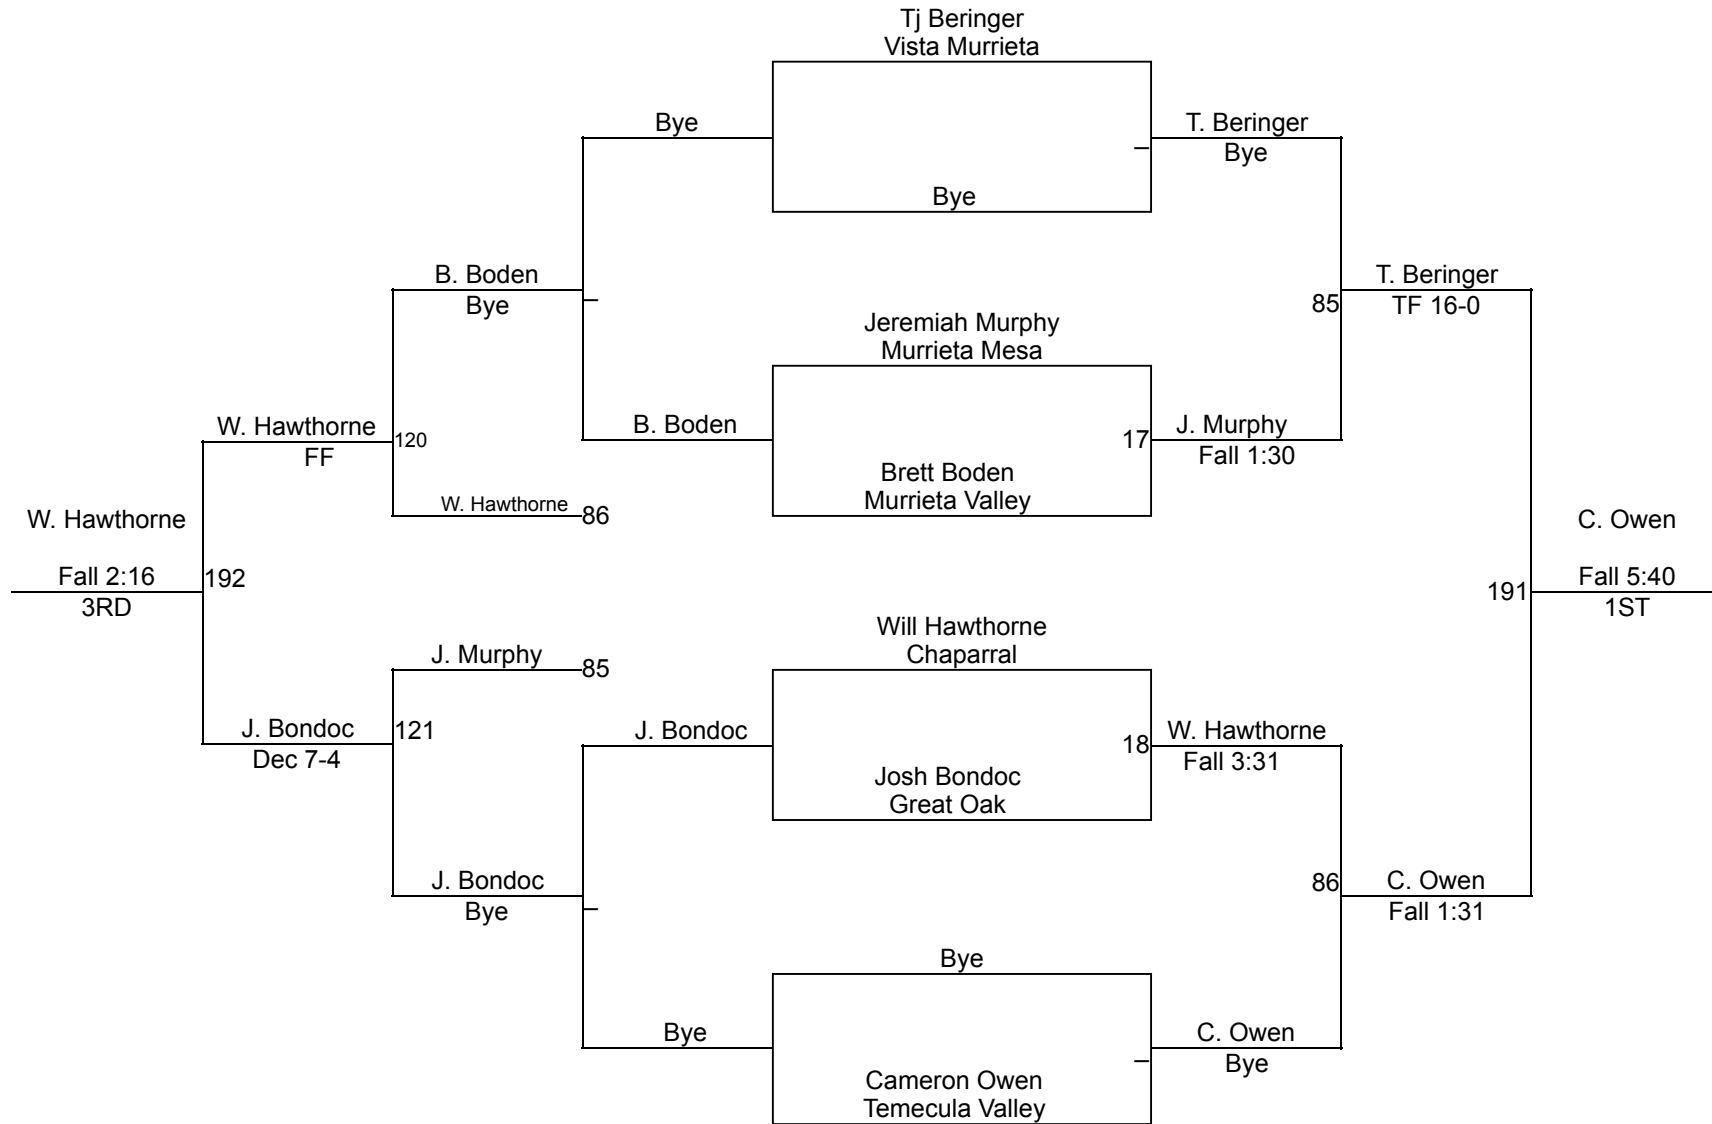 Tj Beringer
Vista Murrieta
Bye
T. Beringer
Bye
Bye
B. Boden
Bye
T. Beringer
TF 16-0
85
Jeremiah Murphy
Murrieta Mesa
W. Hawthorne
FF
120
B. Boden
17
J. Murphy
Fall 1:30
Brett Boden
Murrieta Valley
W. Hawthorne
86
W. Hawthorne
Fall 2:16
3RD
192
C. Owen
Fall 5:40
1ST
191
Will Hawthorne
Chaparral
J. Murphy
85
J. Bondoc
Dec 7-4
121
J. Bondoc
18
W. Hawthorne
Fall 3:31
Josh Bondoc
Great Oak
J. Bondoc
Bye
86
C. Owen
Fall 1:31
Bye
Bye
C. Owen
Bye
Cameron Owen
Temecula Valley